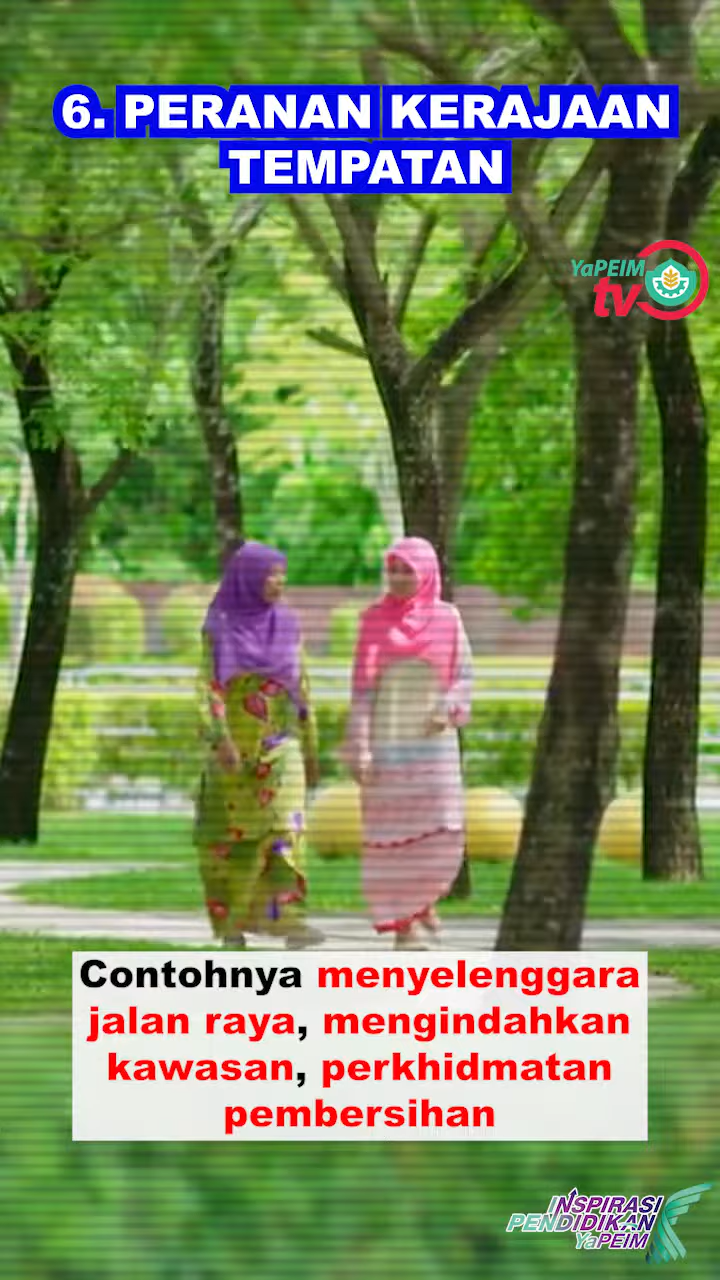 6. PERANAN KERAJAAN
TEMPATAN
YaPEIM
tv
Contohnya menyelenggara
jalan raya, mengindahkan
kawasan, perkhidmatan
pembersihan
INSPIRASI
PENDIDIKAN
YaPEIM